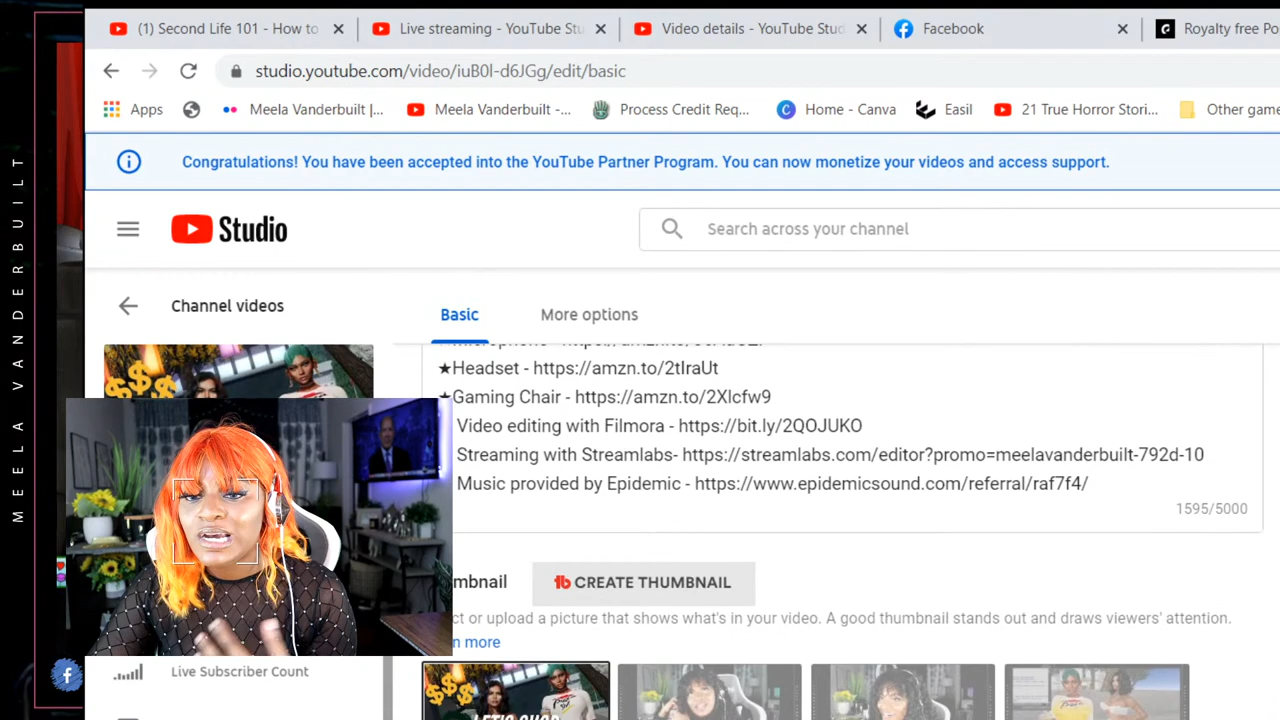 (1) Second Life 101 - How to
Live streaming - YouTube Stu
Video details - YouTube Stud
Facebook
Royalty free Po
studio.youtube.com/video/iuB0l-d6JGg/edit/basic
Apps
Meela Vanderbuilt |...
Meela Vanderbuilt -...
Process Credit Req...
Home - Canva
Easil
21 True Horror Stori...
Other game
Congratulations! You have been accepted into the YouTube Partner Program. You can now monetize your videos and access support.
Studio
Search across your channel
Channel videos
Basic
More options
★Headset - https://amzn.to/2tIraUt
★Gaming Chair - https://amzn.to/2XIcfw9
Video editing with Filmora - https://bit.ly/2QOJUKO
Streaming with Streamlabs- https://streamlabs.com/editor?promo=meelavanderbuilt-792d-10
Music provided by Epidemic - https://www.epidemicsound.com/referral/raf7f4/
1595/5000
mbnail
CREATE THUMBNAIL
ct or upload a picture that shows what's in your video. A good thumbnail stands out and draws viewers' attention.
n more
Live Subscriber Count
LET'S SHOP
MEELA VANDERBUILT